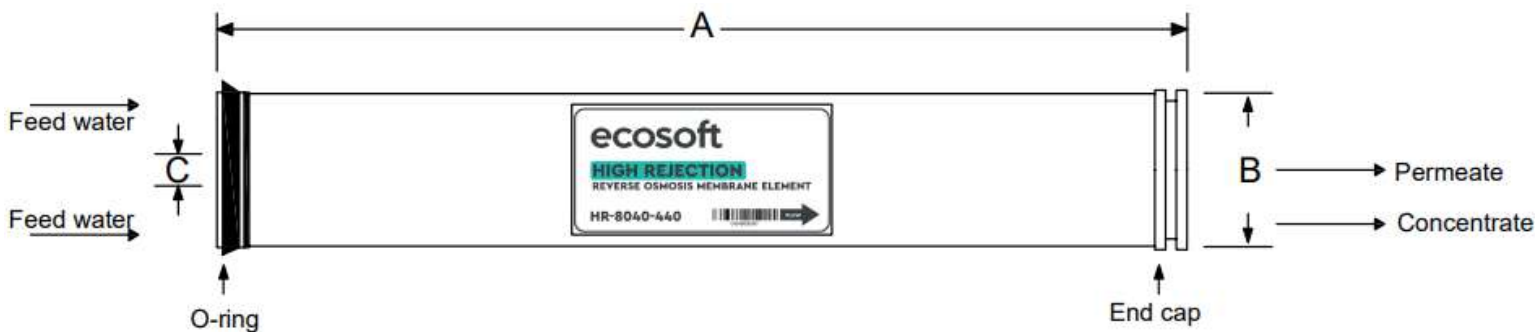 A
Feed water
C
Feed water
O-ring
ecosoft
HIGH REJECTION
REVERSE OSMOSIS MEMBRANE ELEMENT
HR-8040-440
B
Permeate
Concentrate
End cap